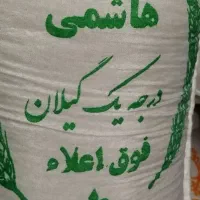 هاشمی
درجه یک گیلان
فوق اعلاء